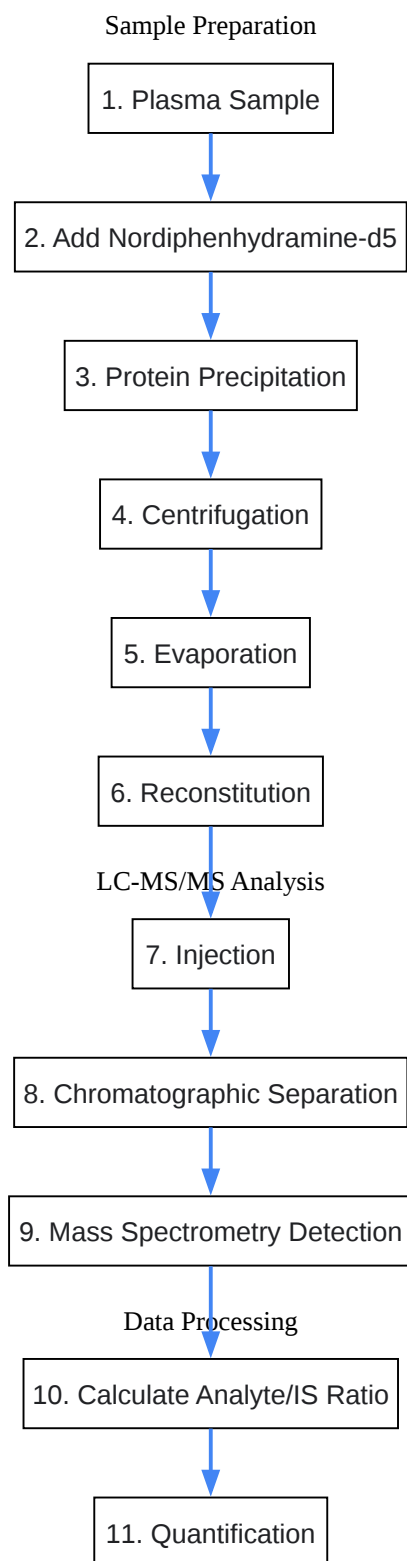 Sample Preparation
1. Plasma Sample
2. Add Nordiphenhydramine-d5
3. Protein Precipitation
4. Centrifugation
5. Evaporation
6. Reconstitution
LC-MS/MS Analysis
7. Injection
8. Chromatographic Separation
9. Mass Spectrometry Detection
Data Processing
10. Calculate Analyte/IS Ratio
11. Quantification